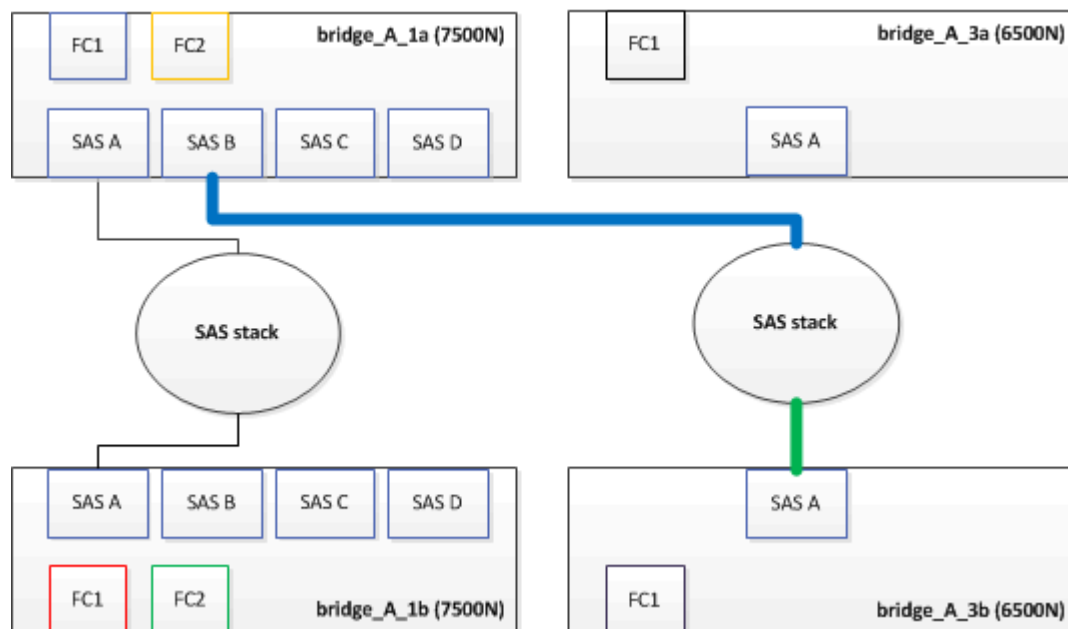 FC1
FC2
bridge_A_1a (7500N)
SAS A
SAS B
SAS C
SAS D
FC1
bridge_A_3a (6500N)
SAS A
SAS stack
SAS stack
SAS A
SAS B
SAS C
SAS D
FC1
FC2
bridge_A_1b (7500N)
SAS A
FC1
bridge_A_3b (6500N)